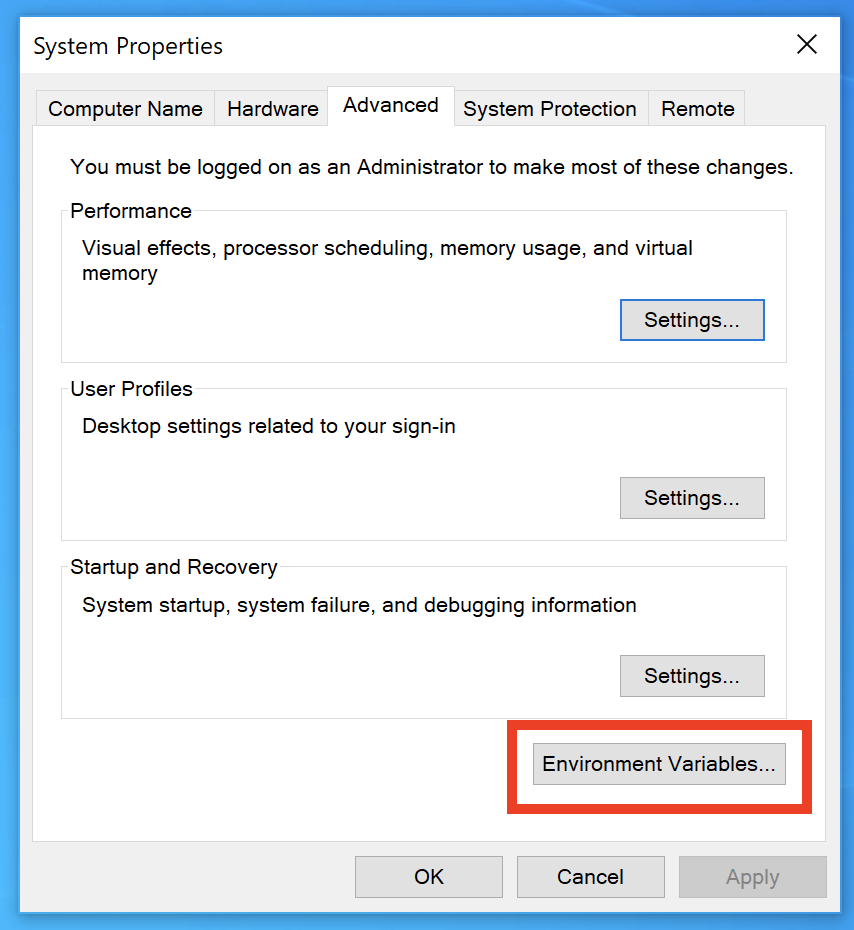 System Properties
Computer Name Hardware Advanced System Protection Remote
You must be logged on as an Administrator to make most of these changes.
Performance
Visual effects, processor scheduling, memory usage, and virtual
memory
Settings...
User Profiles
Desktop settings related to your sign-in
Settings...
Startup and Recovery
System startup, system failure, and debugging information
Settings...
Environment Variables...
OK Cancel Apply